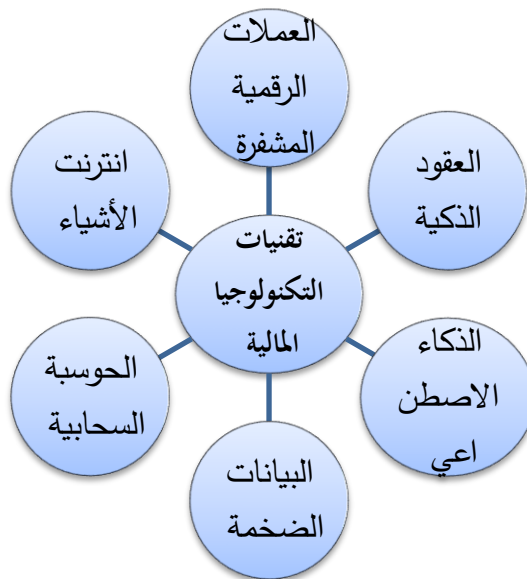 العملات
الرقمية
المشفرة
العقود
الذكية
الذكاء
الاصطن
اعي
البيانات
الضخمة
الحوسبة
السحابية
انترنت
الأشياء
تقنيات
التكنولوجيا
المالية